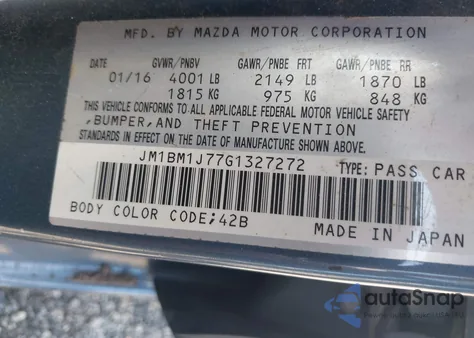 MFD. BY MAZDA MOTOR CORPORATION
DATE GVWR/PNBV GAWR/PNBE FRT GAWR/PNBE RR
01/16 4001 LB 2149 LB 1870 LB
1815 KG 975 KG 848 KG
THIS VEHICLE CONFORMS TO ALL APPLICABLE FEDERAL MOTOR VEHICLE SAFETY
,BUMPER,AND THEFT PREVENTION
STANDARDS IN EFFECT ON THE DATE OF MANUFACTURE SHOWN ABOVE.
JM1BM1J77G1327272 TYPE: PASS CAR
BODY COLOR CODE;42B
MADE IN JAPAN
autoSnap